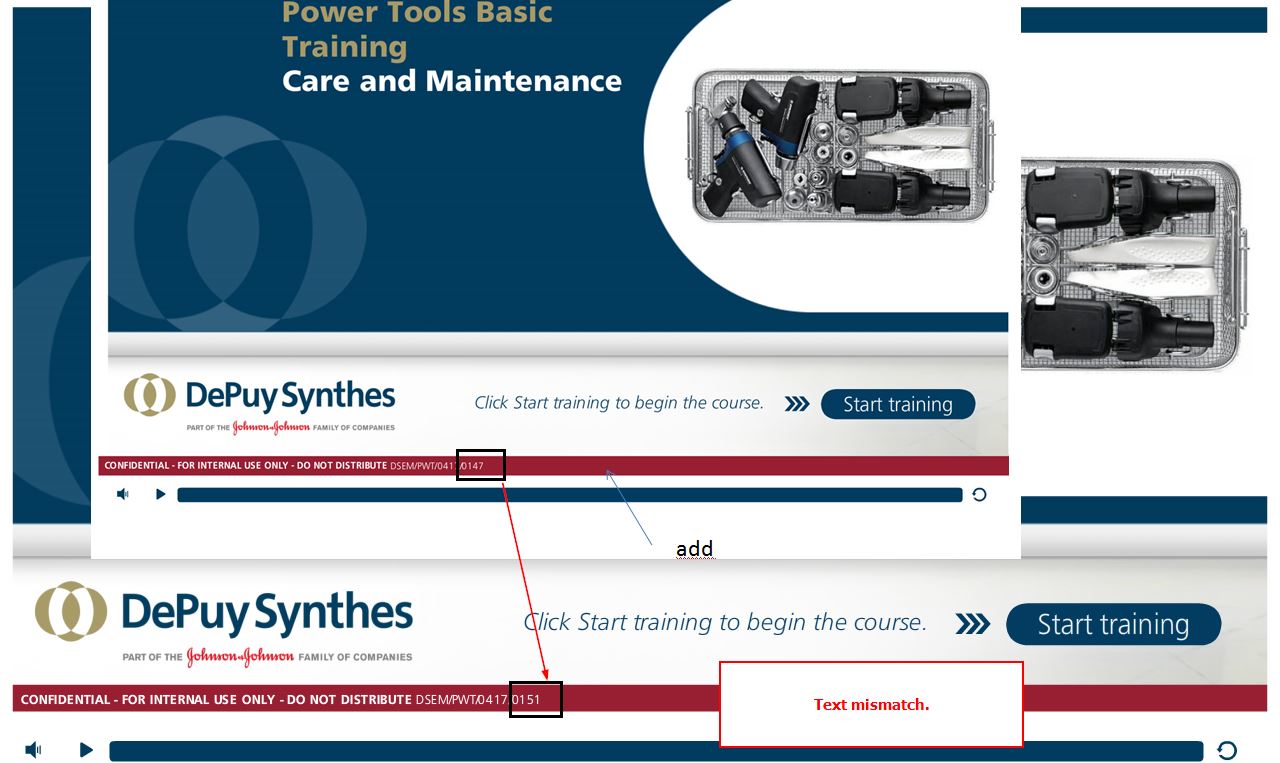 Power Tools Basic
Training
Care and Maintenance
DePuy Synthes
PART OF THE Johnson&Johnson FAMILY OF COMPANIES
Click Start training to begin the course.
Start training
CONFIDENTIAL - FOR INTERNAL USE ONLY - DO NOT DISTRIBUTE DSEM/PWT/0417/0147
add
DePuy Synthes
PART OF THE Johnson&Johnson FAMILY OF COMPANIES
Click Start training to begin the course.
Start training
CONFIDENTIAL - FOR INTERNAL USE ONLY - DO NOT DISTRIBUTE DSEM/PWT/0417/0151
Text mismatch.